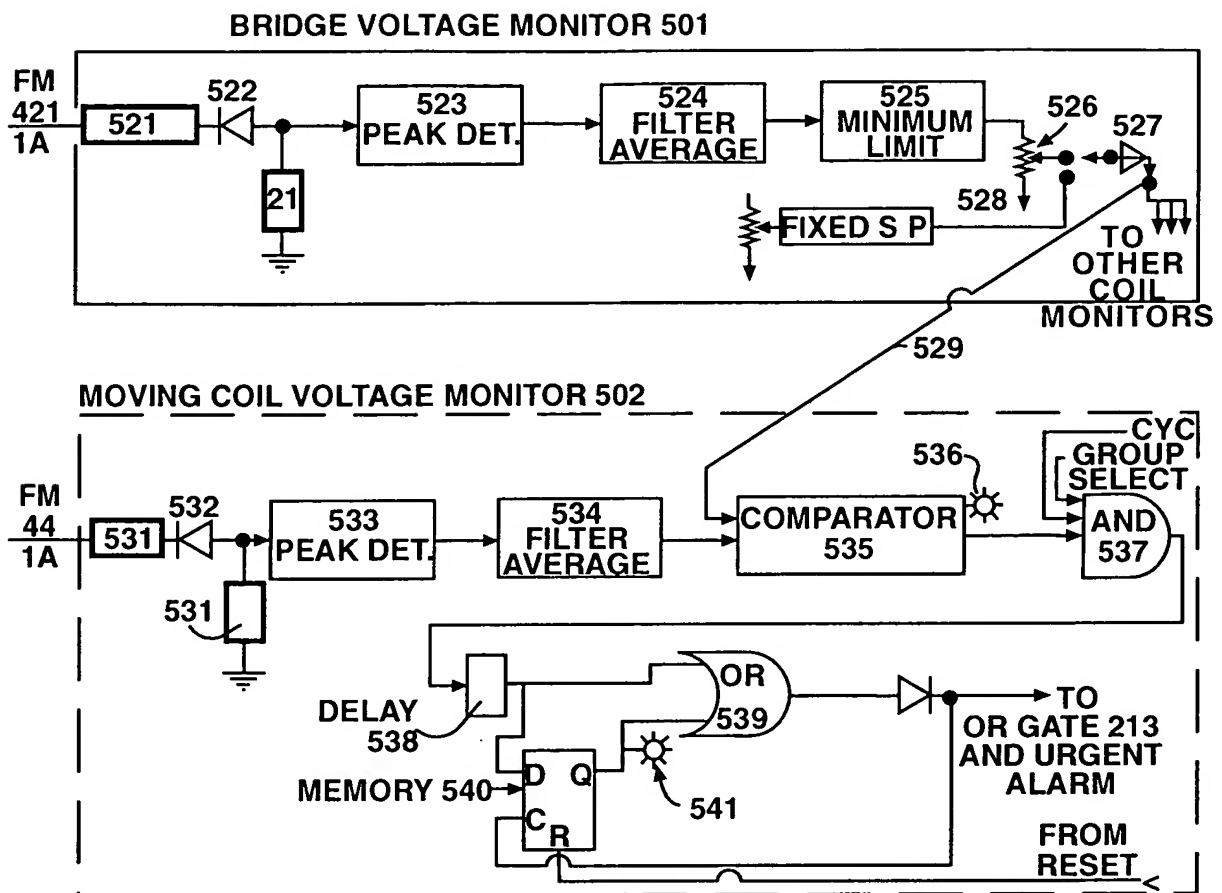 BRIDGE VOLTAGE MONITOR 501
FM
421
1A
521
522
523
PEAK DET.
524
FILTER
AVERAGE
525
MINIMUM
LIMIT
526
527
21
528
FIXED S P
TO
OTHER
COIL
MONITORS
529
MOVING COIL VOLTAGE MONITOR 502
FM
44
1A
531
532
533
PEAK DET.
534
FILTER
AVERAGE
COMPARATOR
535
536
CYC
GROUP
SELECT
AND
537
531
DELAY
538
OR
539
TO
OR GATE 213
AND URGENT
ALARM
MEMORY 540
D Q
C
R
541
FROM
RESET